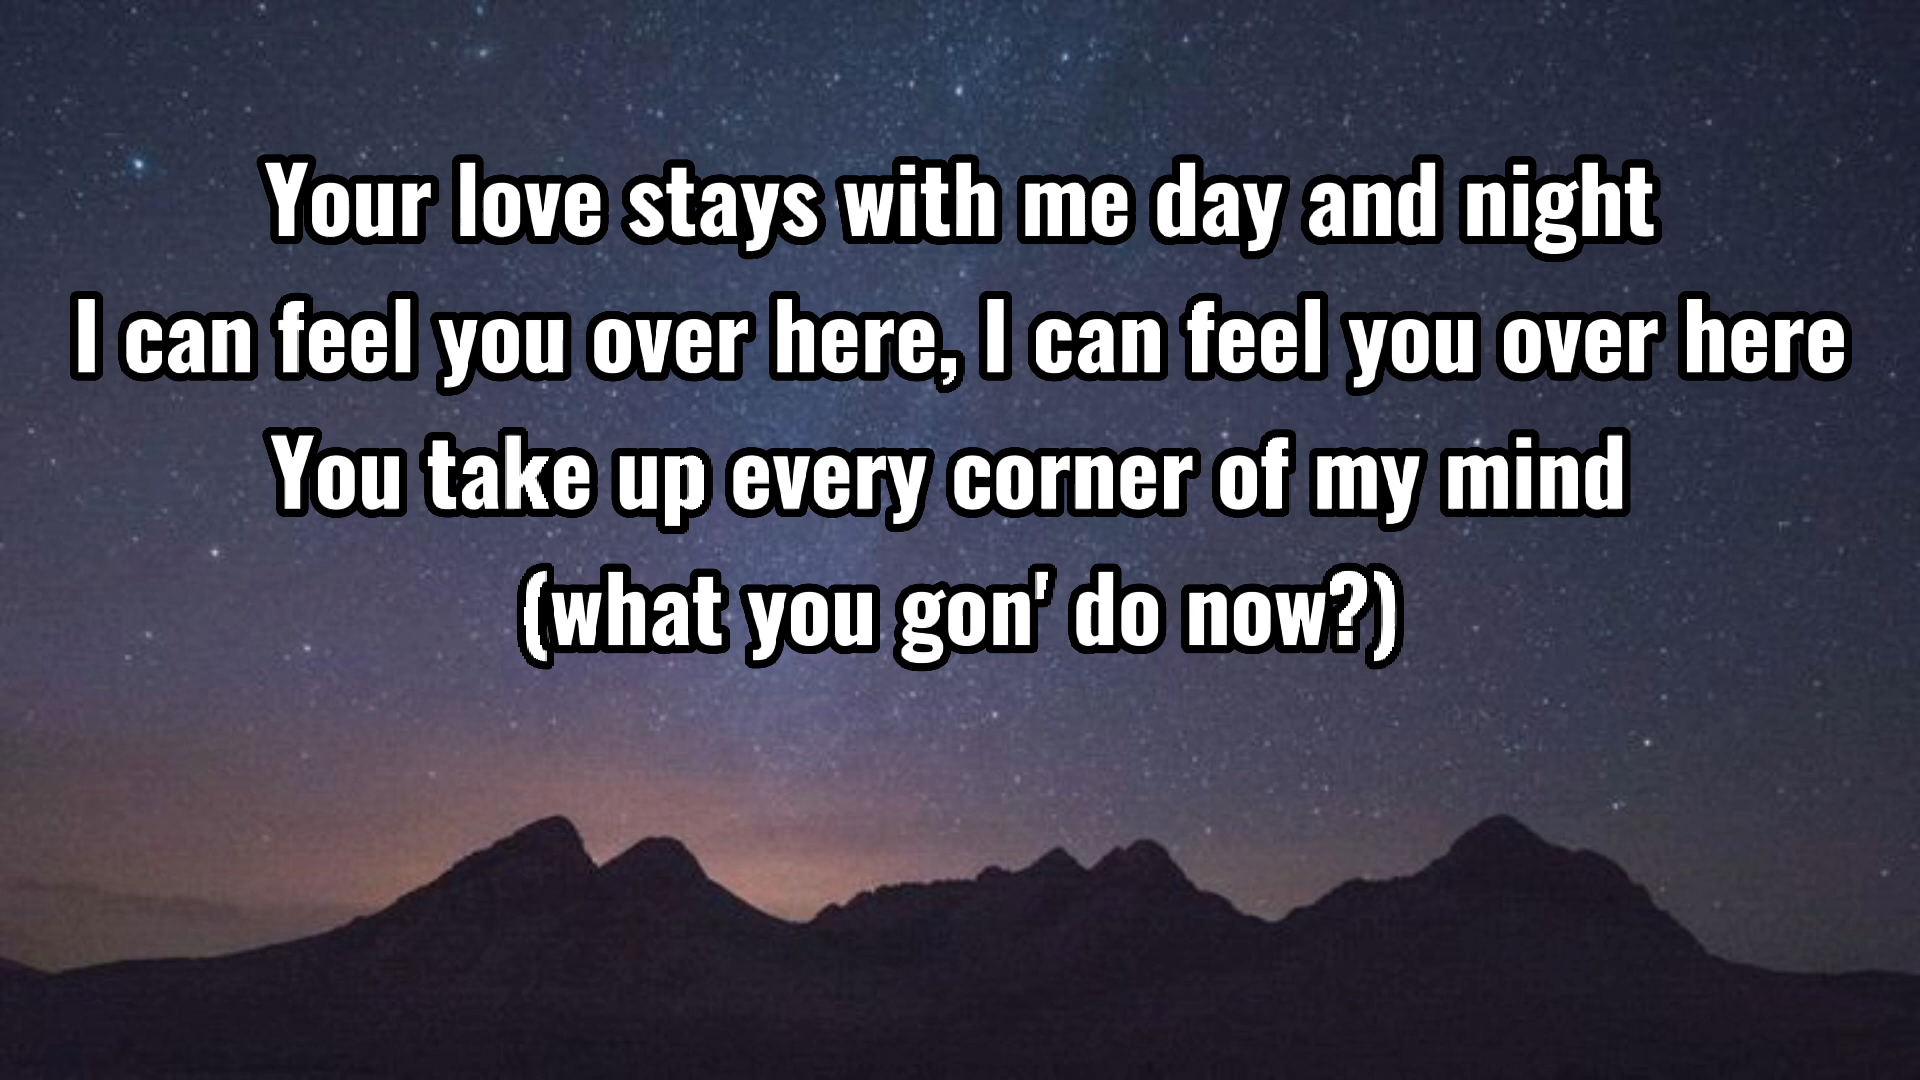 Your love stays with me day and night
I can feel you over here, I can feel you over here
You take up every corner of my mind
(what you gon' do now?)